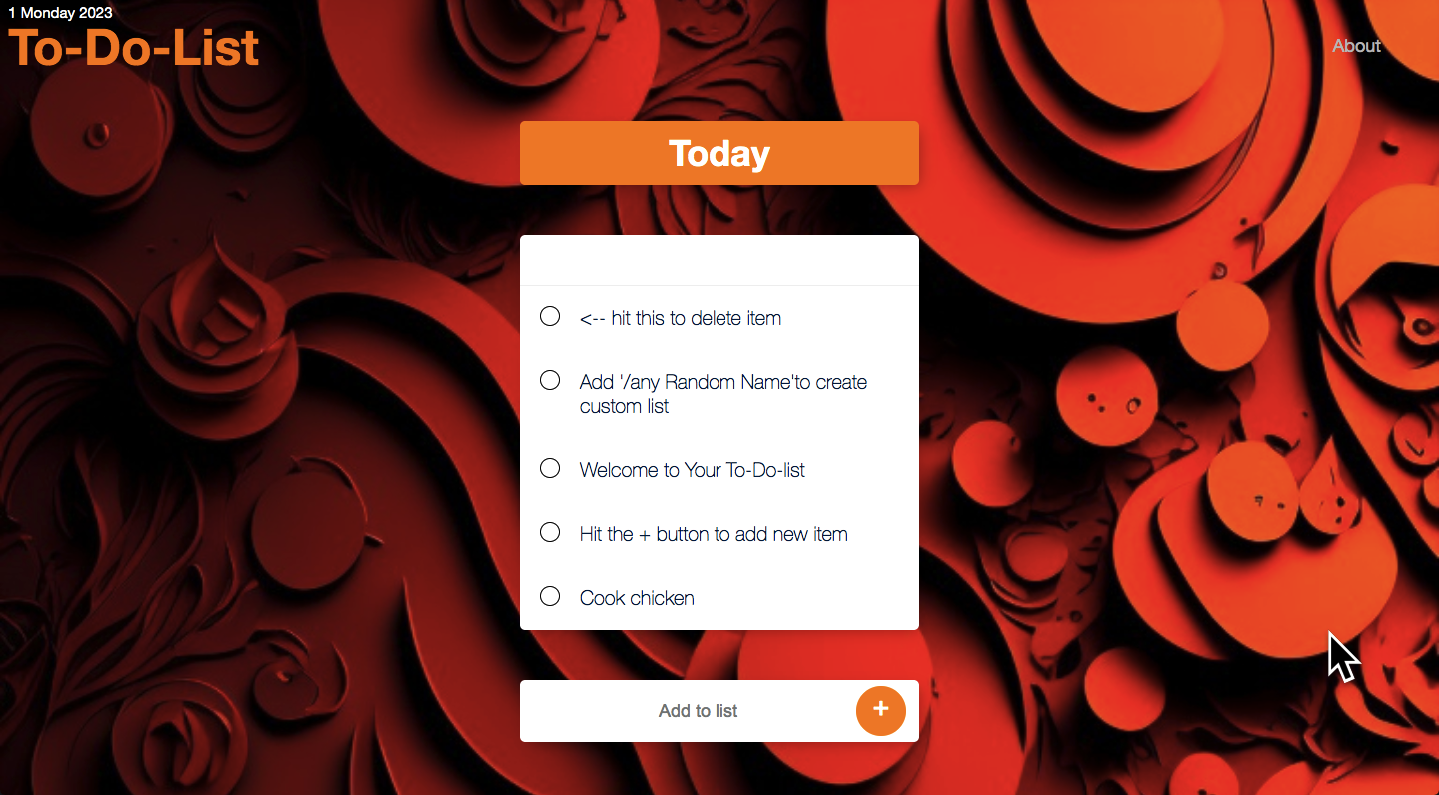 1 Monday 2023
To-Do-List
About
Today
<-- hit this to delete item
Add '/any Random Name'to create
custom list
Welcome to Your To-Do-list
Hit the + button to add new item
Cook chicken
Add to list
+